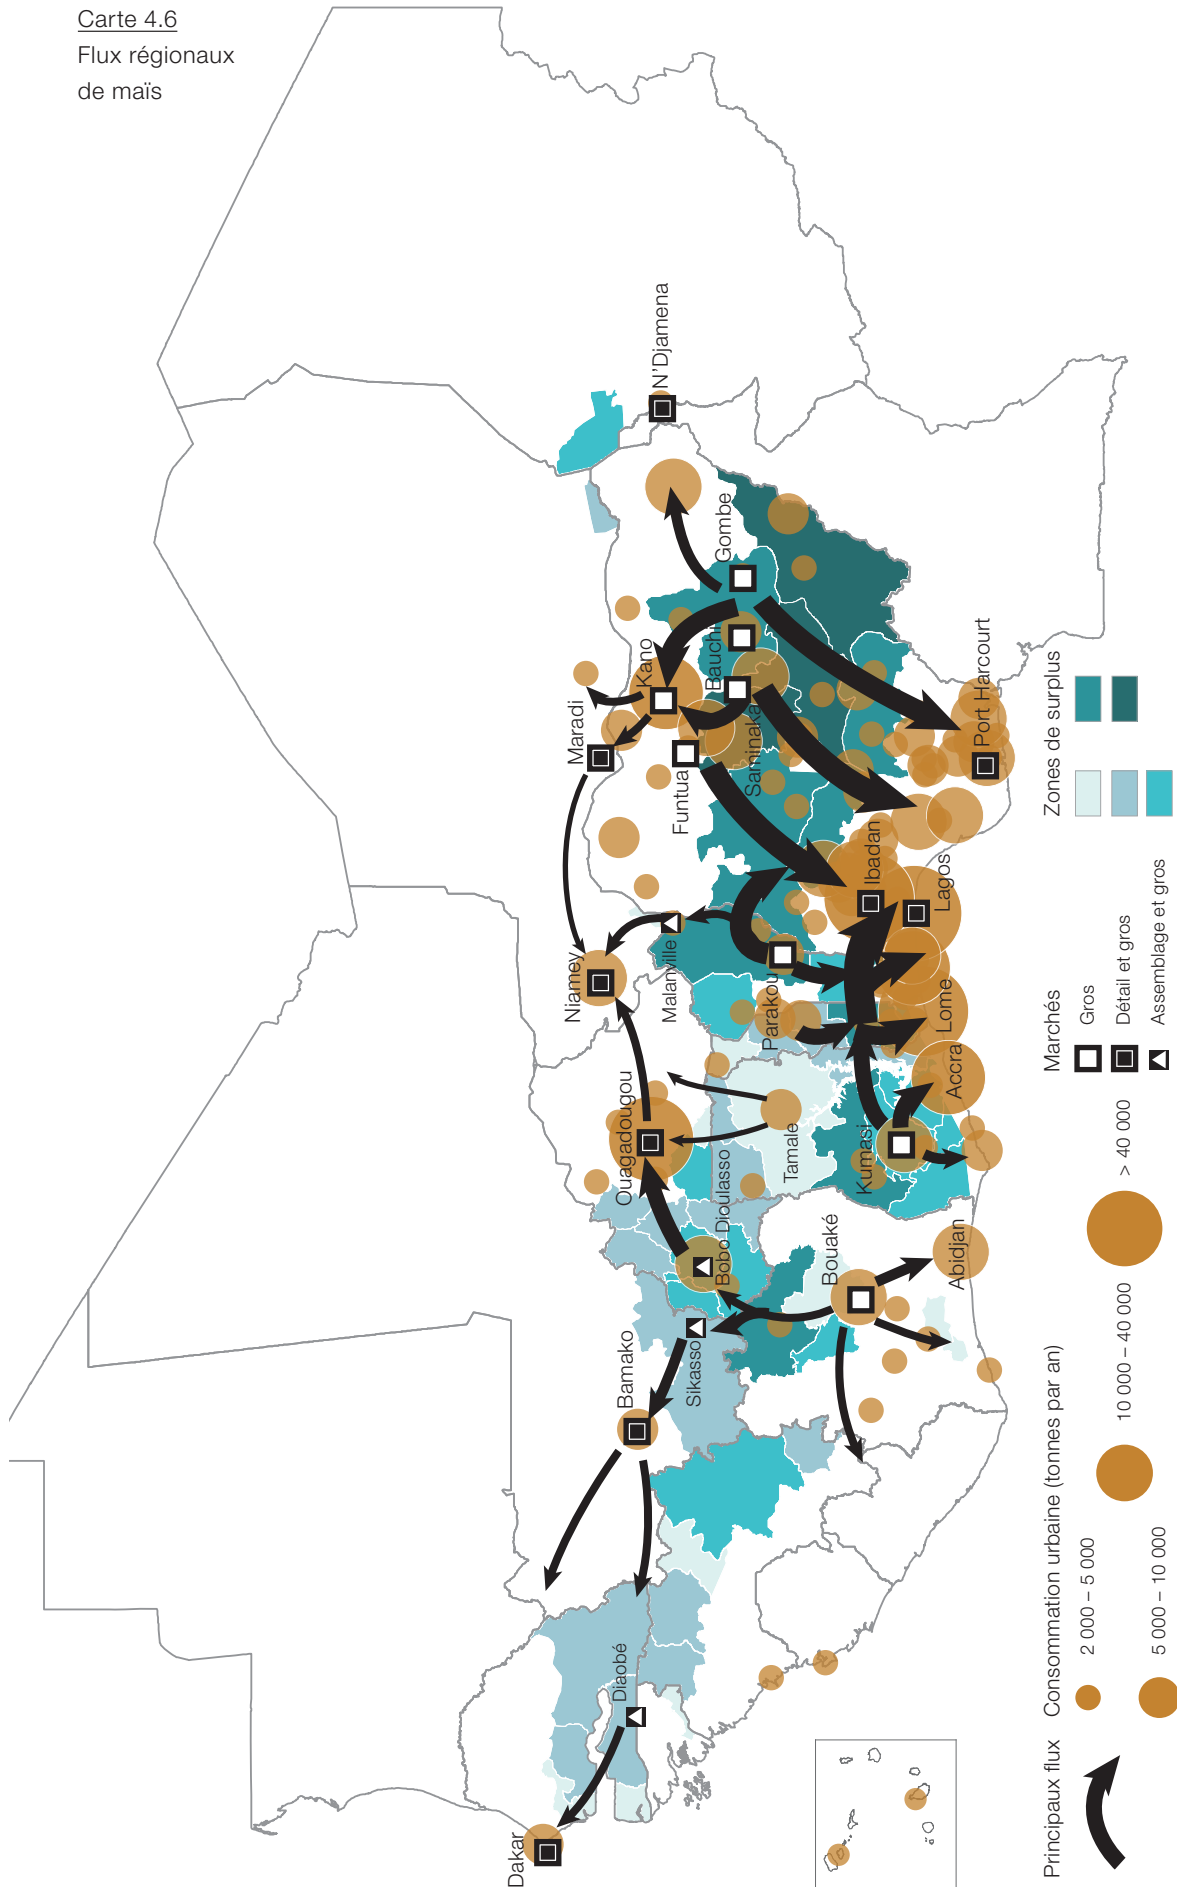 Carte 4.6
Flux régionaux
de maïs
Dakar
Diaobé
Bamako
Sikasso
Bobo Dioulasso
Ouagadougou
Bouaké
Abidjan
Tamale
Kumasi
Accra
Lome
Niamey
Malanville
Parakou
Ibadan
Lagos
Maradi
Funtua
Kano
Saminaka
Bauchi
Gombe
Port Harcourt
N'Djamena
Principaux flux
Consommation urbaine (tonnes par an)
2 000 – 5 000
5 000 – 10 000
10 000 – 40 000
> 40 000
Marchés
Gros
Détail et gros
Assemblage et gros
Zones de surplus